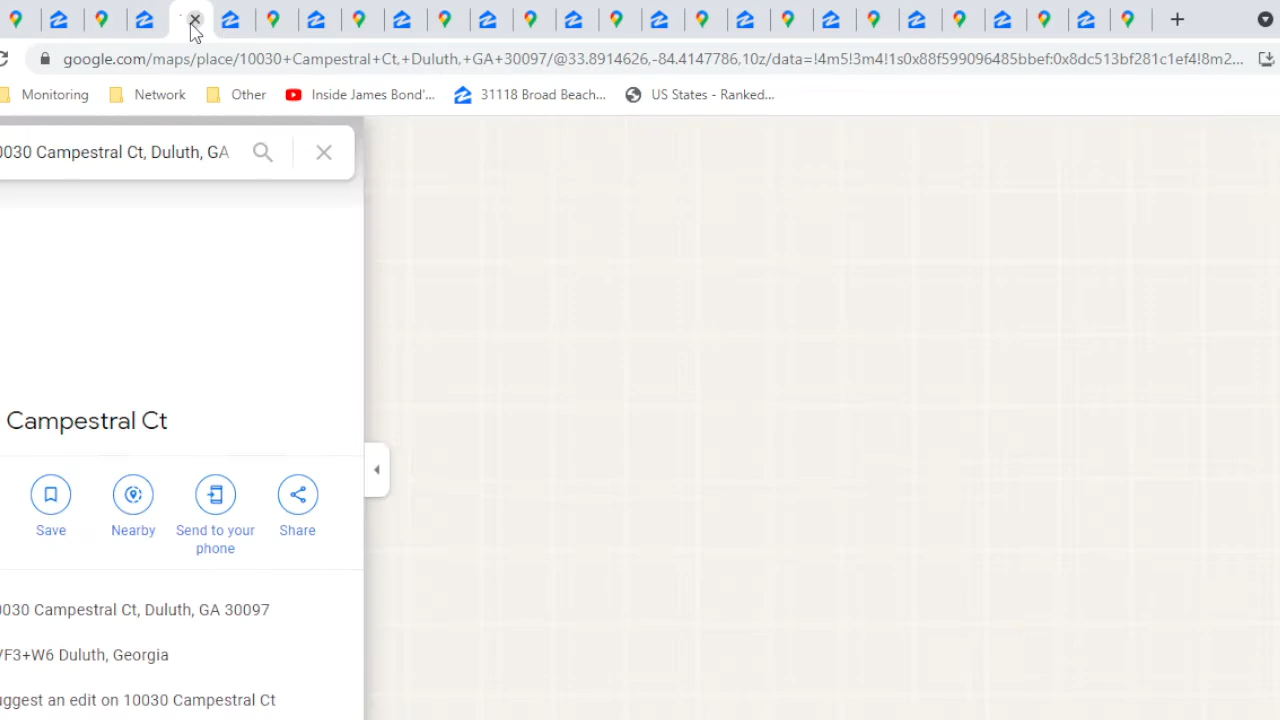 google.com/maps/place/10030+Campestral+Ct,+Duluth,+GA+30097/@33.8914626,-84.4147786,10z/data=!4m5!3m4!1s0x88f599096485bbef:0x8dc513bf281c1ef4!8m2...
Monitoring Network Other Inside James Bond'... 31118 Broad Beach... US States - Ranked...
0030 Campestral Ct, Duluth, GA
Campestral Ct
Save Nearby Send to your phone Share
0030 Campestral Ct, Duluth, GA 30097
VF3+W6 Duluth, Georgia
uggest an edit on 10030 Campestral Ct